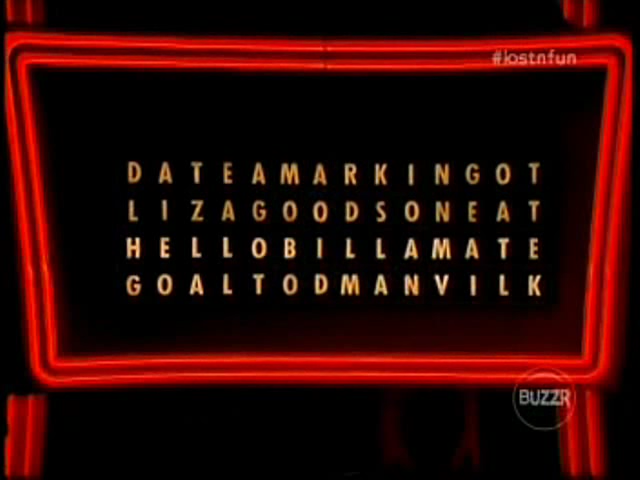 #lostnfun
DATEAMARKINGOT
LIZAGOODSONEAT
HELLOBILLAMATE
GOALTODMANVILK
BUZZR